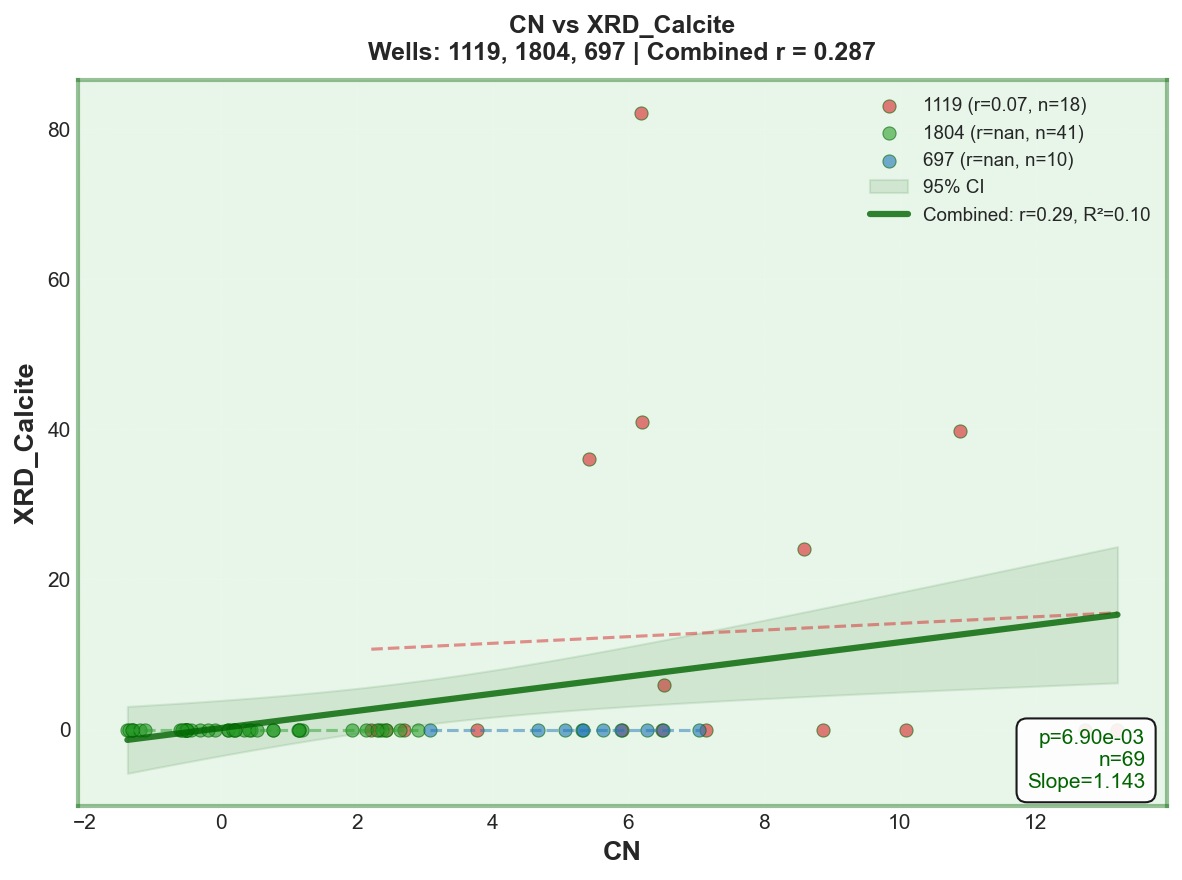 CN vs XRD_Calcite
Wells: 1119, 1804, 697 | Combined r = 0.287
1119 (r=0.07, n=18)
1804 (r=nan, n=41)
697 (r=nan, n=10)
95% CI
Combined: r=0.29, R²=0.10
80
60
40
20
0
XRD_Calcite
p=6.90e-03
n=69
Slope=1.143
−2 0 2 4 6 8 10 12
CN